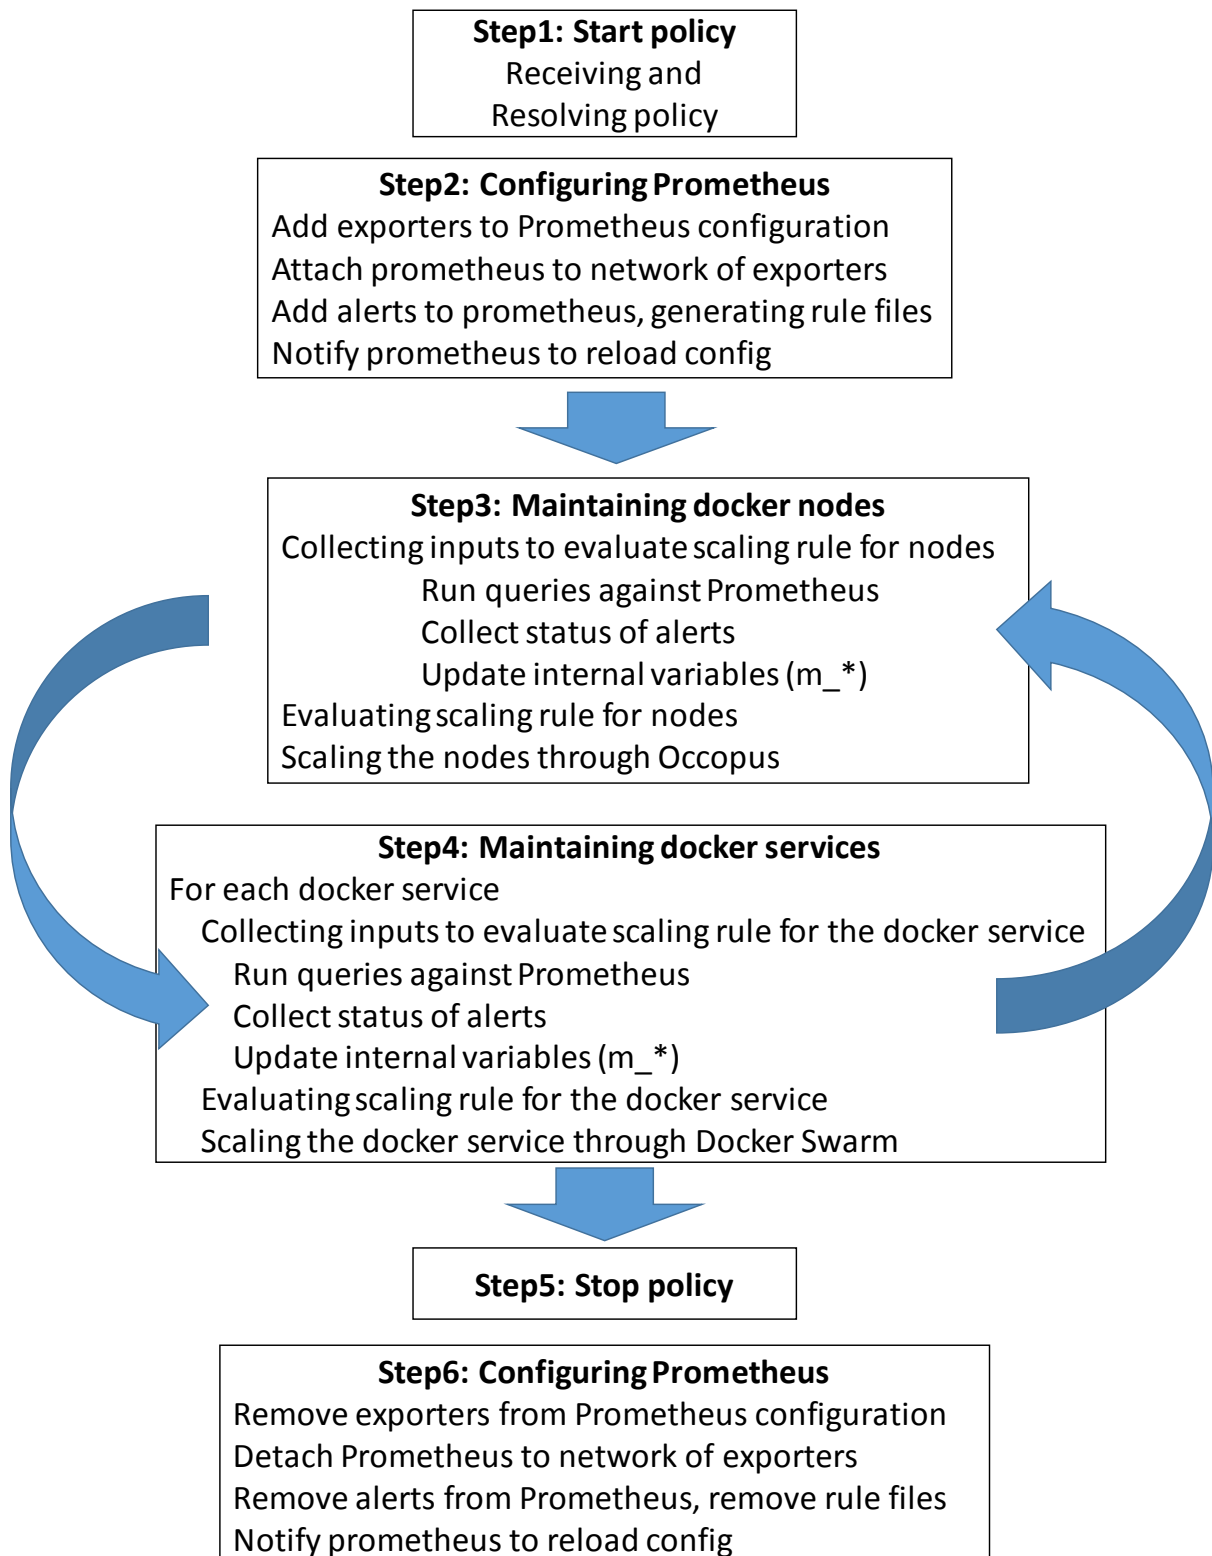 Step1: Start policy
Receiving and
Resolving policy
Step2: Configuring Prometheus
Add exporters to Prometheus configuration
Attach prometheus to network of exporters
Add alerts to prometheus, generating rule files
Notify prometheus to reload config
Step3: Maintaining docker nodes
Collecting inputs to evaluate scaling rule for nodes
Run queries against Prometheus
Collect status of alerts
Update internal variables (m_*)
Evaluating scaling rule for nodes
Scaling the nodes through Occopus
Step4: Maintaining docker services
For each docker service
Collecting inputs to evaluate scaling rule for the docker service
Run queries against Prometheus
Collect status of alerts
Update internal variables (m_*)
Evaluating scaling rule for the docker service
Scaling the docker service through Docker Swarm
Step5: Stop policy
Step6: Configuring Prometheus
Remove exporters from Prometheus configuration
Detach Prometheus to network of exporters
Remove alerts from Prometheus, remove rule files
Notify prometheus to reload config